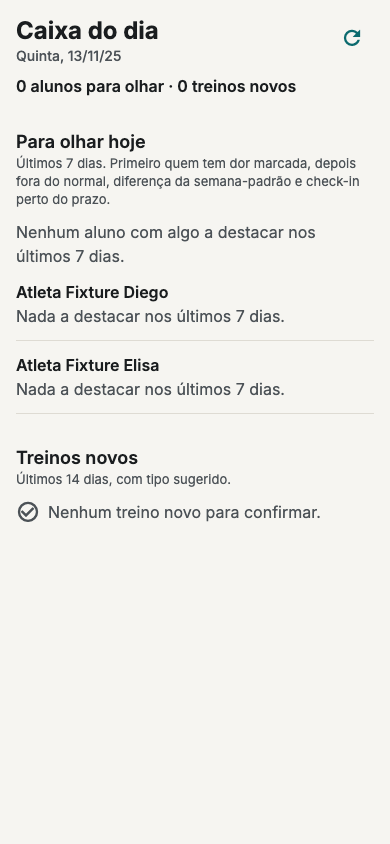 Caixa do dia
Quinta, 13/11/25
0 alunos para olhar · 0 treinos novos
Para olhar hoje
Últimos 7 dias. Primeiro quem tem dor marcada, depois
fora do normal, diferença da semana-padrão e check-in
perto do prazo.
Nenhum aluno com algo a destacar nos
últimos 7 dias.
Atleta Fixture Diego
Nada a destacar nos últimos 7 dias.
Atleta Fixture Elisa
Nada a destacar nos últimos 7 dias.
Treinos novos
Últimos 14 dias, com tipo sugerido.
Nenhum treino novo para confirmar.